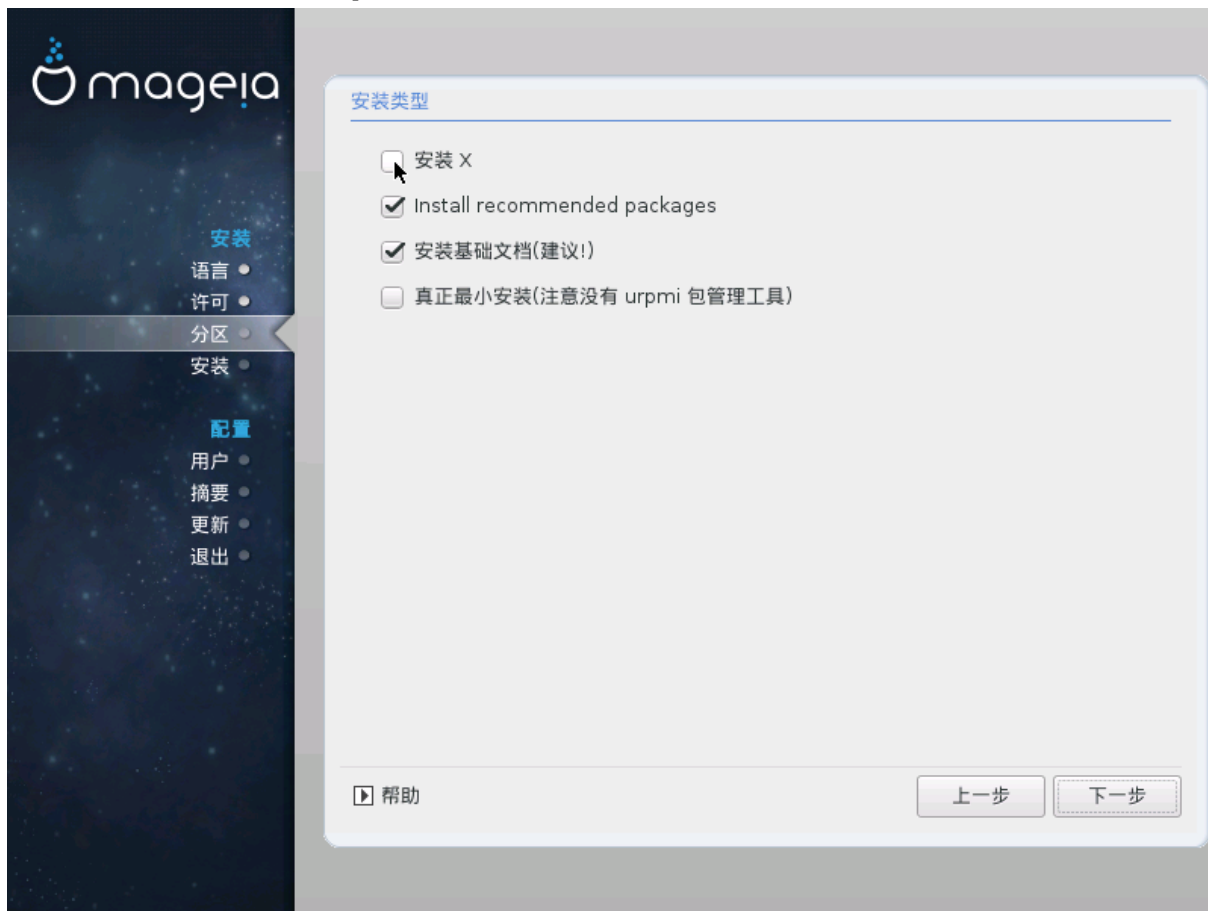 mageia
安装
语言
许可
分区
安装
配置
用户
摘要
更新
退出
安装类型
安装 X
Install recommended packages
安装基础文档(建议!)
真正最小安装(注意没有 urpmi 包管理工具)
帮助
上一步
下一步